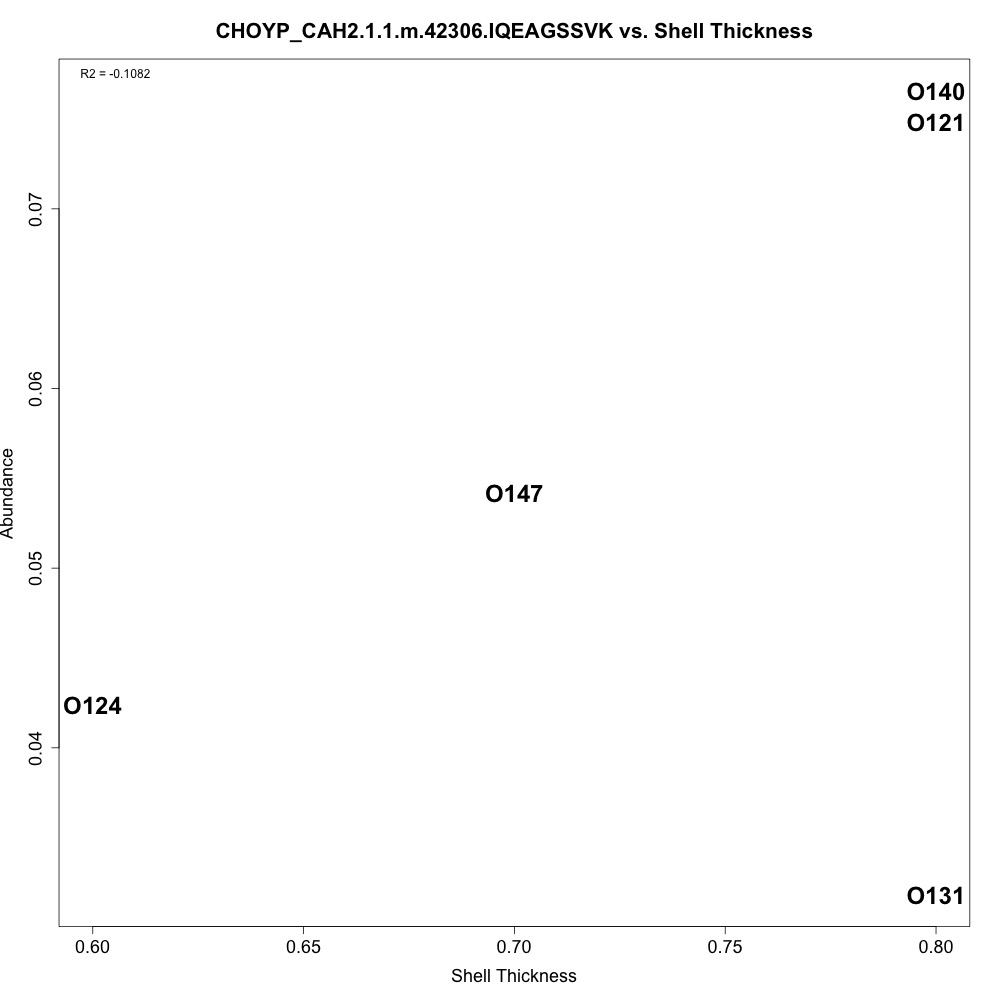 CHOYP_CAH2.1.1.m.42306.IQEAGSSVK vs. Shell Thickness
R2 = -0.1082
O140
O121
0.07
0.06
Abundance
O147
0.05
O124
0.04
O131
0.60 0.65 0.70 0.75 0.80
Shell Thickness